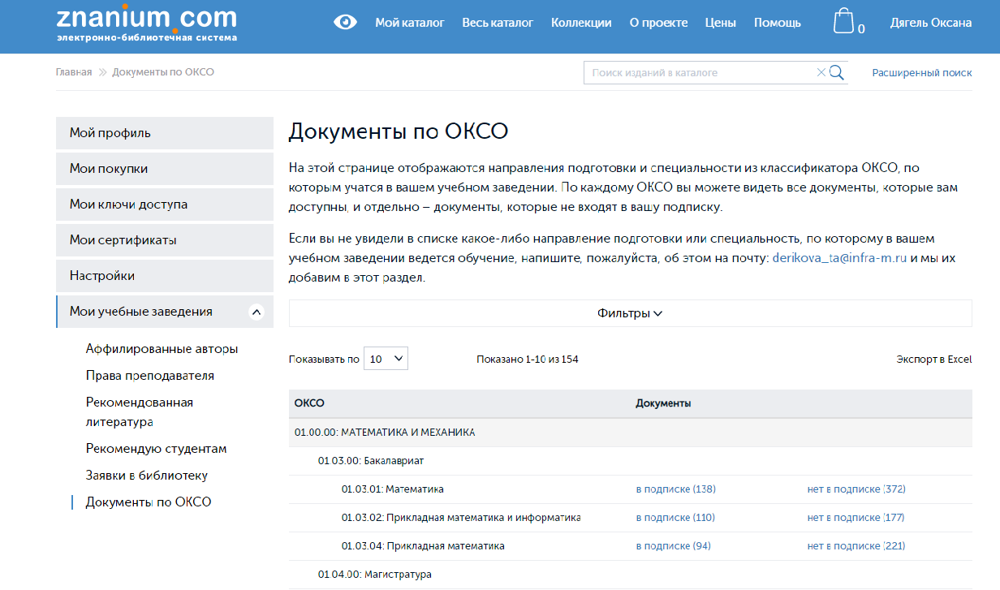 znanium.com
электронно-библиотечная система
Мой каталог Весь каталог Коллекции О проекте Цены Помощь 0 Дягель Оксана
Главная Документы по ОКСО
Поиск изданий в каталоге
Расширенный поиск
Мой профиль
Мои покупки
Мои ключи доступа
Мои сертификаты
Настройки
Мои учебные заведения
Аффилированные авторы
Права преподавателя
Рекомендованная
литература
Рекомендую студентам
Заявки в библиотеку
Документы по ОКСО
Документы по ОКСО
На этой странице отображаются направления подготовки и специальности из классификатора ОКСО, по
которым учатся в вашем учебном заведении. По каждому ОКСО вы можете видеть все документы, которые вам
доступны, и отдельно – документы, которые не входят в вашу подписку.
Если вы не увидели в списке какое-либо направление подготовки или специальность, по которому в вашем
учебном заведении ведется обучение, напишите, пожалуйста, об этом на почту: derikova_ta@infra-m.ru и мы их
добавим в этот раздел.
Фильтры
Показывать по 10 Показано 1-10 из 154 Экспорт в Excel
ОКСО Документы
01.00.00: МАТЕМАТИКА И МЕХАНИКА
01.03.00: Бакалавриат
01.03.01: Математика в подписке (138) нет в подписке (372)
01.03.02: Прикладная математика и информатика в подписке (110) нет в подписке (177)
01.03.04: Прикладная математика в подписке (94) нет в подписке (221)
01.04.00: Магистратура